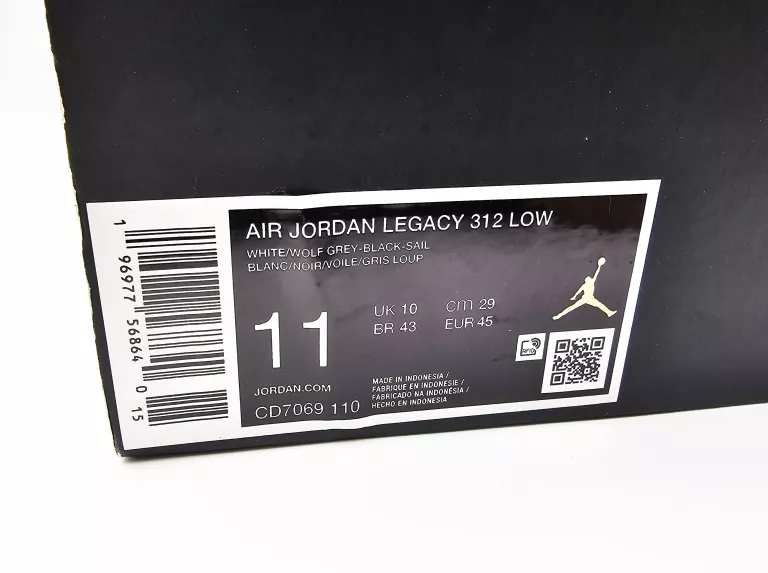 AIR JORDAN LEGACY 312 LOW
WHITE/WOLF GREY-BLACK-SAIL
BLANC/NOIR/VOILE/GRIS LOUP
11
UK 10 cm 29
BR 43 EUR 45
JORDAN.COM
CD7069 110
MADE IN INDONESIA /
FABRIQUE EN INDONESIE /
FABRICADO NA INDONÉSIA /
HECHO EN INDONESIA
RFID
1 96977 56864 0 15